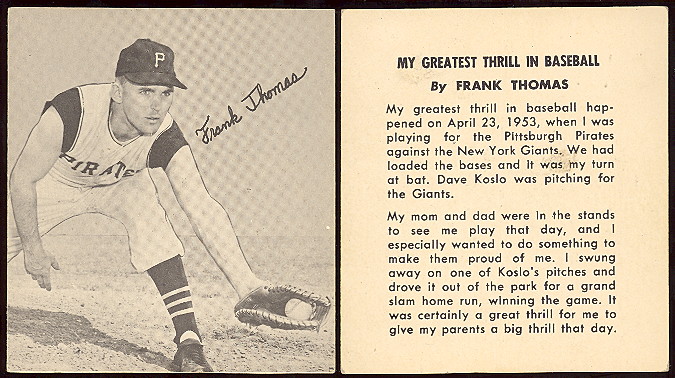 P
PIRATES
Frank Thomas
MY GREATEST THRILL IN BASEBALL
By FRANK THOMAS
My greatest thrill in baseball hap-
pened on April 23, 1953, when I was
playing for the Pittsburgh Pirates
against the New York Giants. We had
loaded the bases and it was my turn
at bat. Dave Koslo was pitching for
the Giants.
My mom and dad were in the stands
to see me play that day, and I
especially wanted to do something to
make them proud of me. I swung
away on one of Koslo's pitches and
drove it out of the park for a grand
slam home run, winning the game. It
was certainly a great thrill for me to
give my parents a big thrill that day.